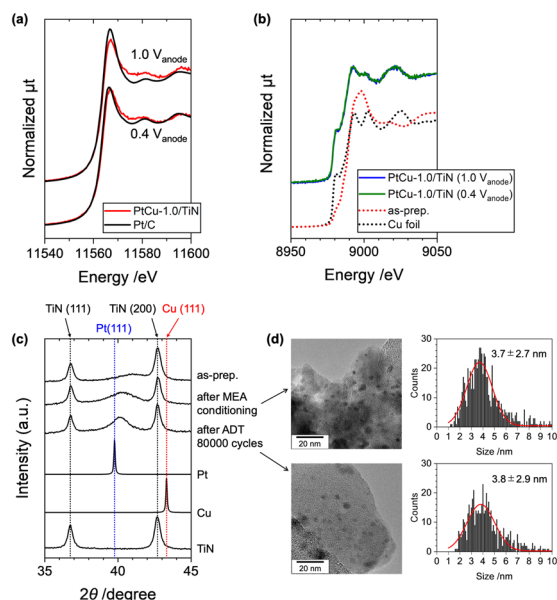 (a)
1.0 Vanode
0.4 Vanode
PtCu-1.0/TiN
Pt/C
Normalized μt
11540 11560 11580 11600
Energy /eV
(b)
PtCu-1.0/TiN (1.0 Vanode)
PtCu-1.0/TiN (0.4 Vanode)
as-prep.
Cu foil
Normalized μt
8950 9000 9050
Energy /eV
(c)
TiN (111) TiN (200) Cu (111)
Pt(111)
as-prep.
after MEA
conditioning
after ADT
80000 cycles
Pt
Cu
TiN
Intensity (a.u.)
35 40 45
2θ /degree
(d)
20 nm
3.7 ± 2.7 nm
Counts
30
20
10
0
0 1 2 3 4 5 6 7 8 9 10
Size /nm
20 nm
3.8 ± 2.9 nm
Counts
30
20
10
0
0 1 2 3 4 5 6 7 8 9 10
Size /nm